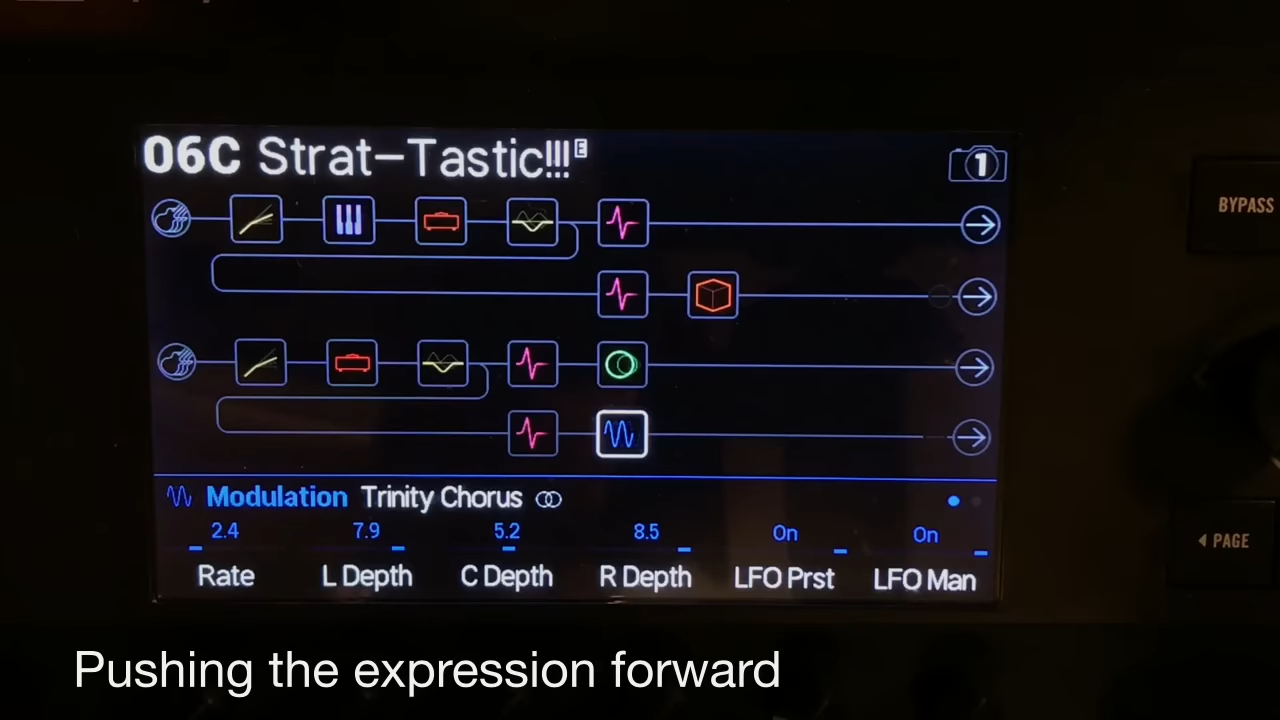 06C Strat-Tastic!!! E
1
BYPASS
Modulation Trinity Chorus
2.4 7.9 5.2 8.5 On On
Rate L Depth C Depth R Depth LFO Prst LFO Man
PAGE
Pushing the expression forward